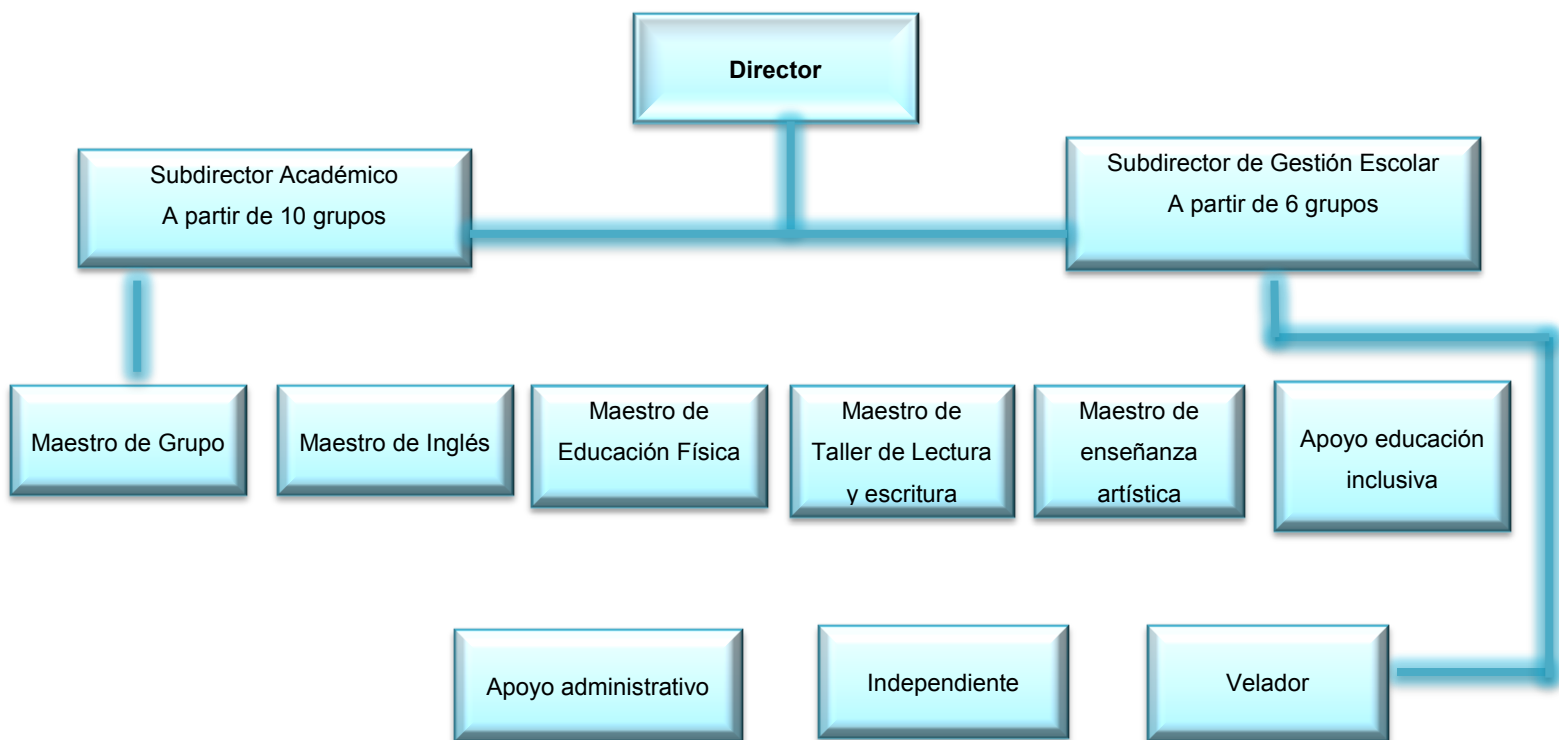 Director
Subdirector Académico
A partir de 10 grupos
Subdirector de Gestión Escolar
A partir de 6 grupos
Maestro de Grupo
Maestro de Inglés
Maestro de
Educación Física
Maestro de
Taller de Lectura
y escritura
Maestro de
enseñanza
artística
Apoyo educación
inclusiva
Apoyo administrativo
Independiente
Velador